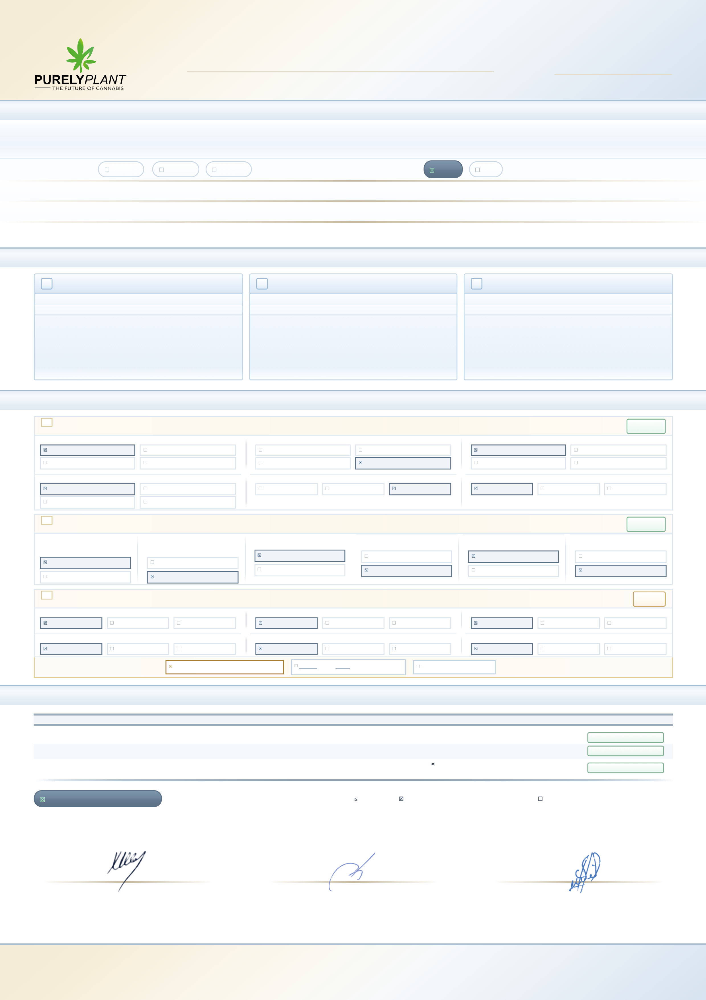 PURELYPLANT
THE FUTURE OF CANNABIS
☐ ☐ ☐ ☒ ☐
☒ ☐ ☐ ☐ ☒ ☐
☐ ☐ ☐ ☒ ☐ ☐
☒ ☐ ☐ ☐ ☒ ☒ ☐ ☐
☐ ☐
☒ ☐ ☒ ☐ ☒ ☐
☐ ☒ ☐ ☒ ☐ ☒
☒ ☐ ☐ ☒ ☐ ☐ ☒ ☐ ☐
☒ ☐ ☐ ☒ ☐ ☐ ☒ ☐ ☐
☒ ☐ ☐
≤
☒ ≤ ☒ ☐